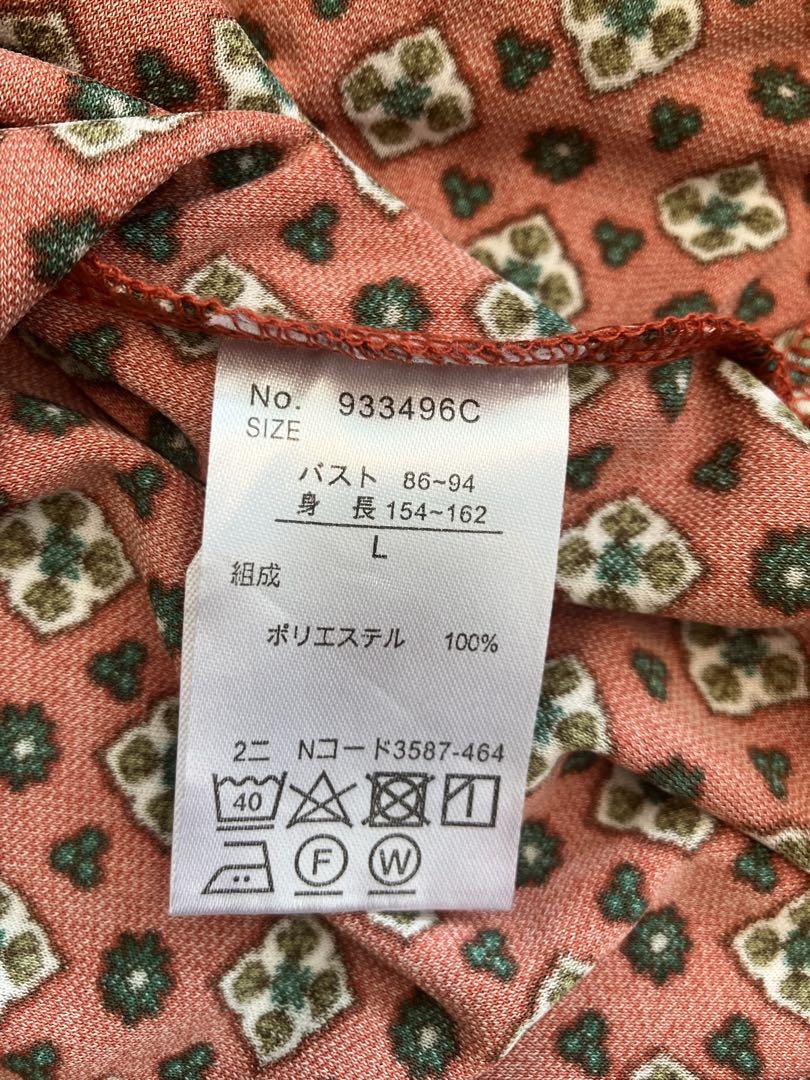 No. 933496C
SIZE
バスト 86~94
身 長 154~162
L
組成
ポリエステル 100%
2ニ Nコード3587-464
40
F W